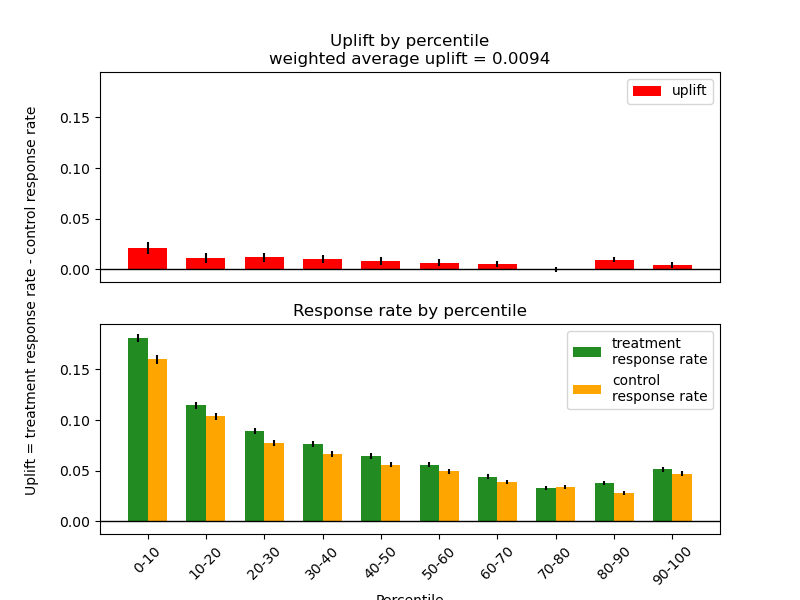 Uplift by percentile
weighted average uplift = 0.0094
uplift
0.15
0.10
0.05
0.00
Uplift = treatment response rate - control response rate
Response rate by percentile
treatment
response rate
control
response rate
0.15
0.10
0.05
0.00
0-10
10-20
20-30
30-40
40-50
50-60
60-70
70-80
80-90
90-100
Percentile